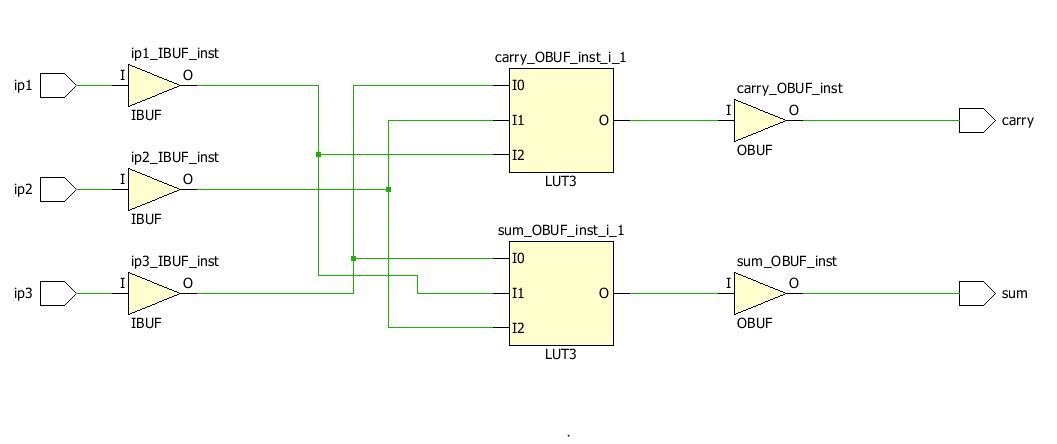 ip1_IBUF_inst
ip1
I
O
IBUF
ip2_IBUF_inst
ip2
I
O
IBUF
ip3_IBUF_inst
ip3
I
O
IBUF
carry_OBUF_inst_i_1
I0
I1
I2
O
LUT3
sum_OBUF_inst_i_1
I0
I1
I2
O
LUT3
carry_OBUF_inst
I
O
OBUF
carry
sum_OBUF_inst
I
O
OBUF
sum